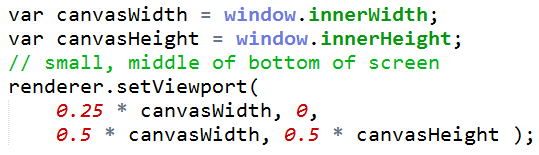 var canvasWidth = window.innerWidth;
var canvasHeight = window.innerHeight;
// small, middle of bottom of screen
renderer.setViewport(
    0.25 * canvasWidth, 0,
    0.5 * canvasWidth, 0.5 * canvasHeight );